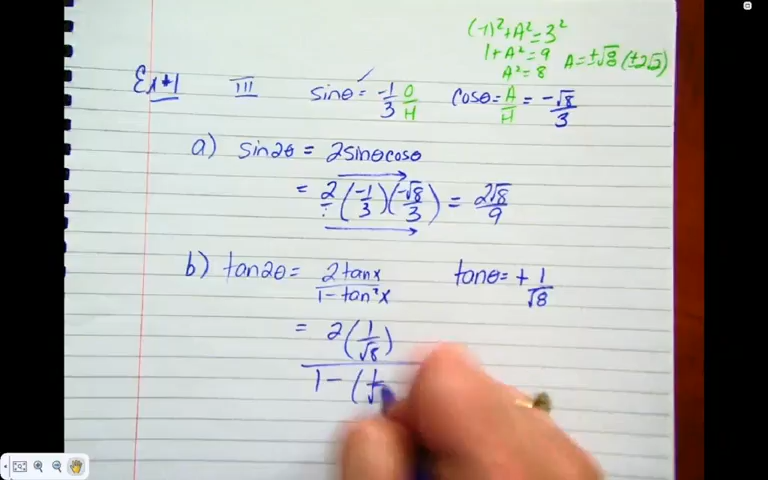 (-1)² + A² = 3²
1 + A² = 9
A² = 8
A = ±√8 (±2√2)
Ex #1 III sinθ = -1/3 O/H cosθ = A/H = -√8/3
a) sin2θ = 2sinθcosθ
= 2(-1/3)(-√8/3) = 2√8/9
b) tan2θ = 2tanx/1-tan²x tanθ = + 1/√8
= 2(1/√8)
1 - (1/√